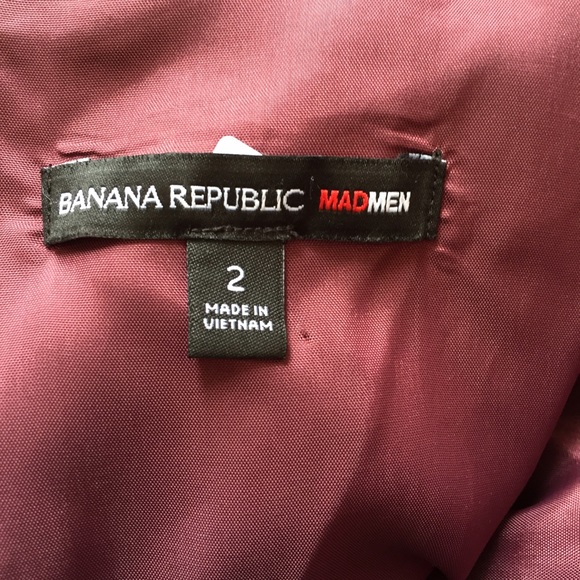 BANANA REPUBLIC MADMEN
2
MADE IN
VIETNAM